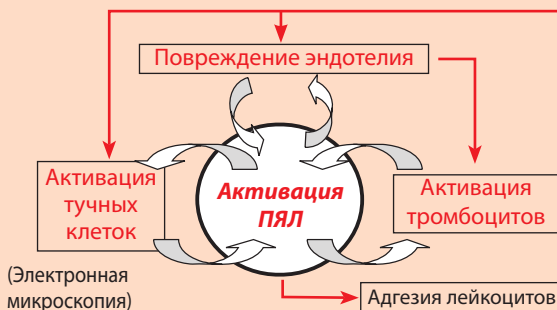 Повреждение эндотелия
Активация
тучных
клеток
Активация
ПЯЛ
Активация
тромбоцитов
(Электронная
микроскопия)
Адгезия лейкоцитов